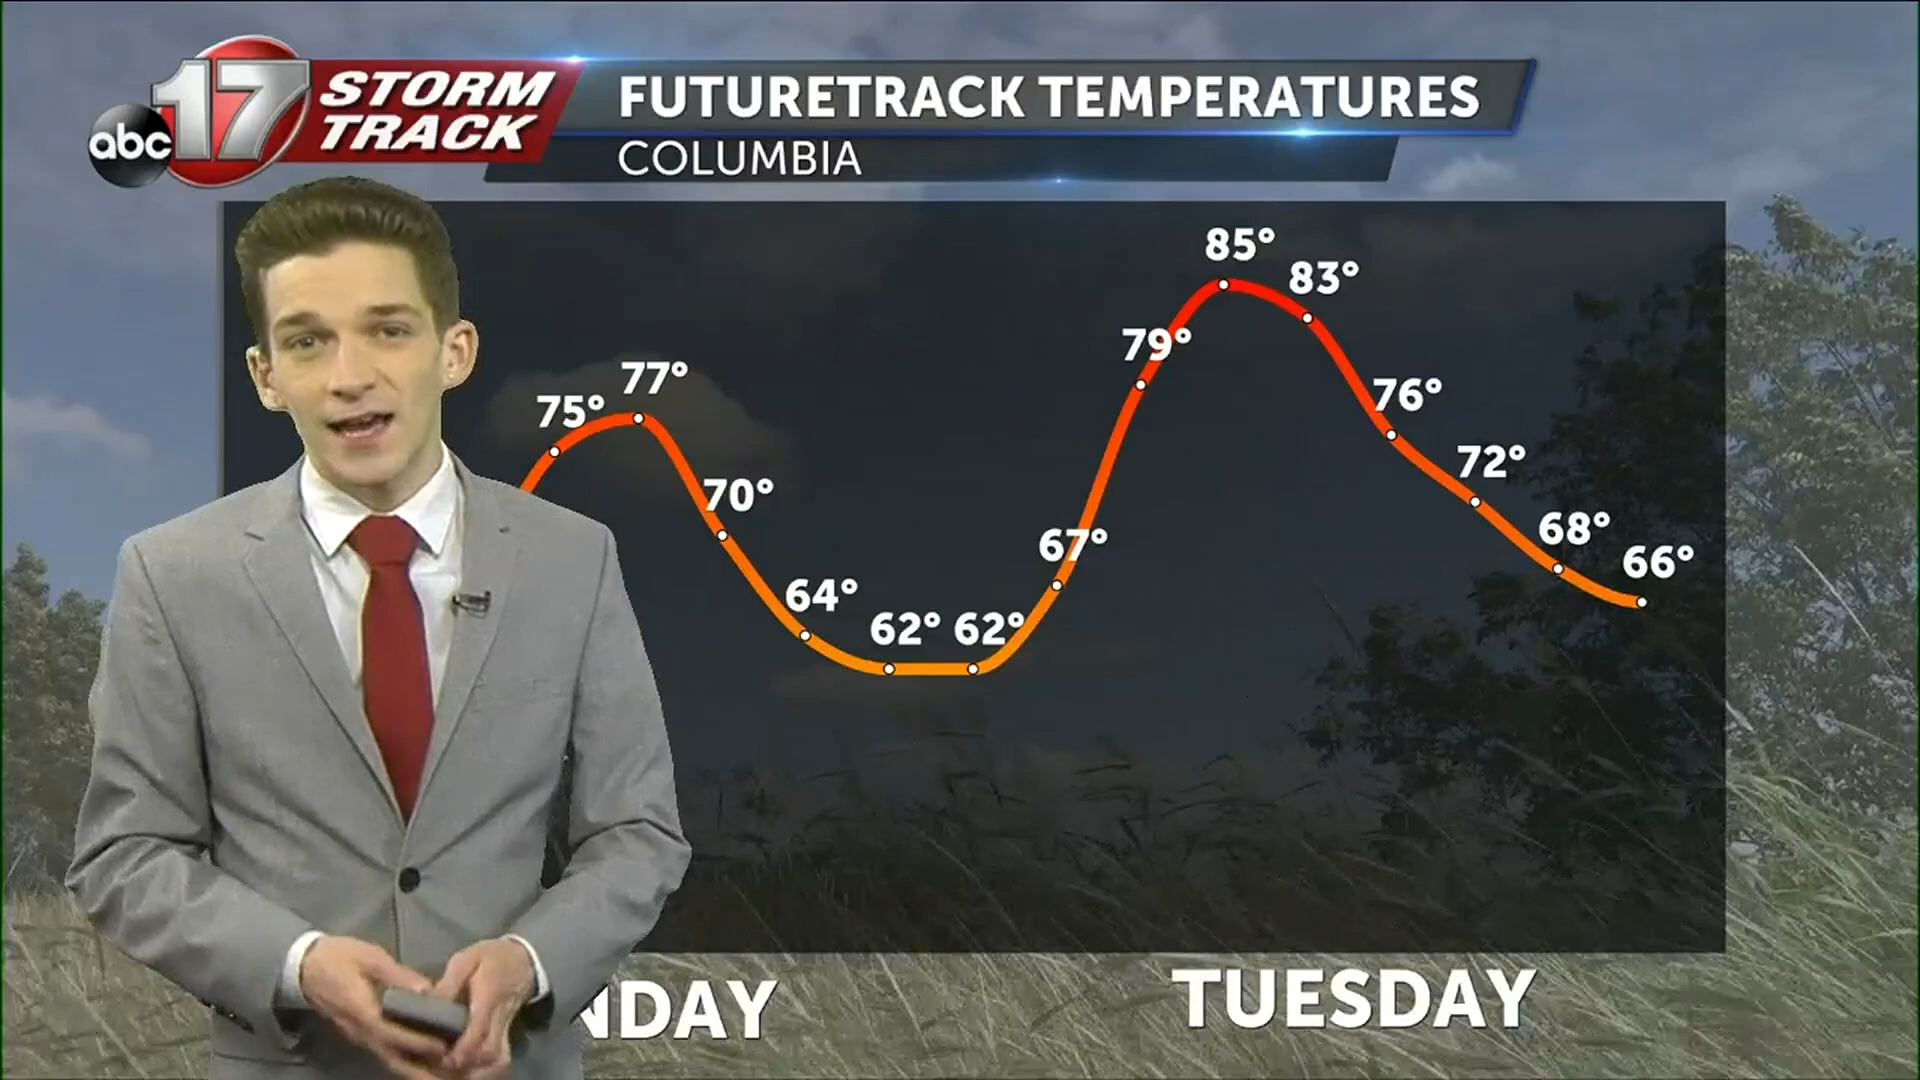 abc 17 STORM
TRACK
FUTURETRACK TEMPERATURES
COLUMBIA
75° 77° 70° 64° 62° 62° 67° 79° 85° 83° 76° 72° 68° 66°
NDAY TUESDAY